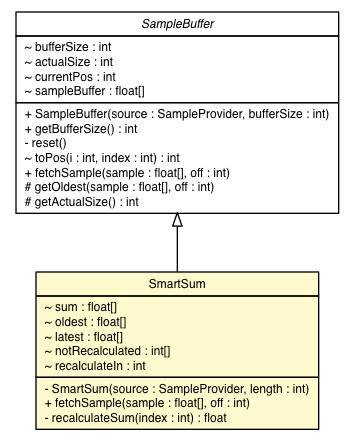 SampleBuffer
~ bufferSize : int
~ actualSize : int
~ currentPos : int
~ sampleBuffer : float[]
+ SampleBuffer(source : SampleProvider, bufferSize : int)
+ getBufferSize() : int
- reset()
~ toPos(i : int, index : int) : int
+ fetchSample(sample : float[], off : int)
# getOldest(sample : float[], off : int)
# getActualSize() : int
SmartSum
~ sum : float[]
~ oldest : float[]
~ latest : float[]
~ notRecalculated : int[]
~ recalculateIn : int
- SmartSum(source : SampleProvider, length : int)
+ fetchSample(sample : float[], off : int)
- recalculateSum(index : int) : float